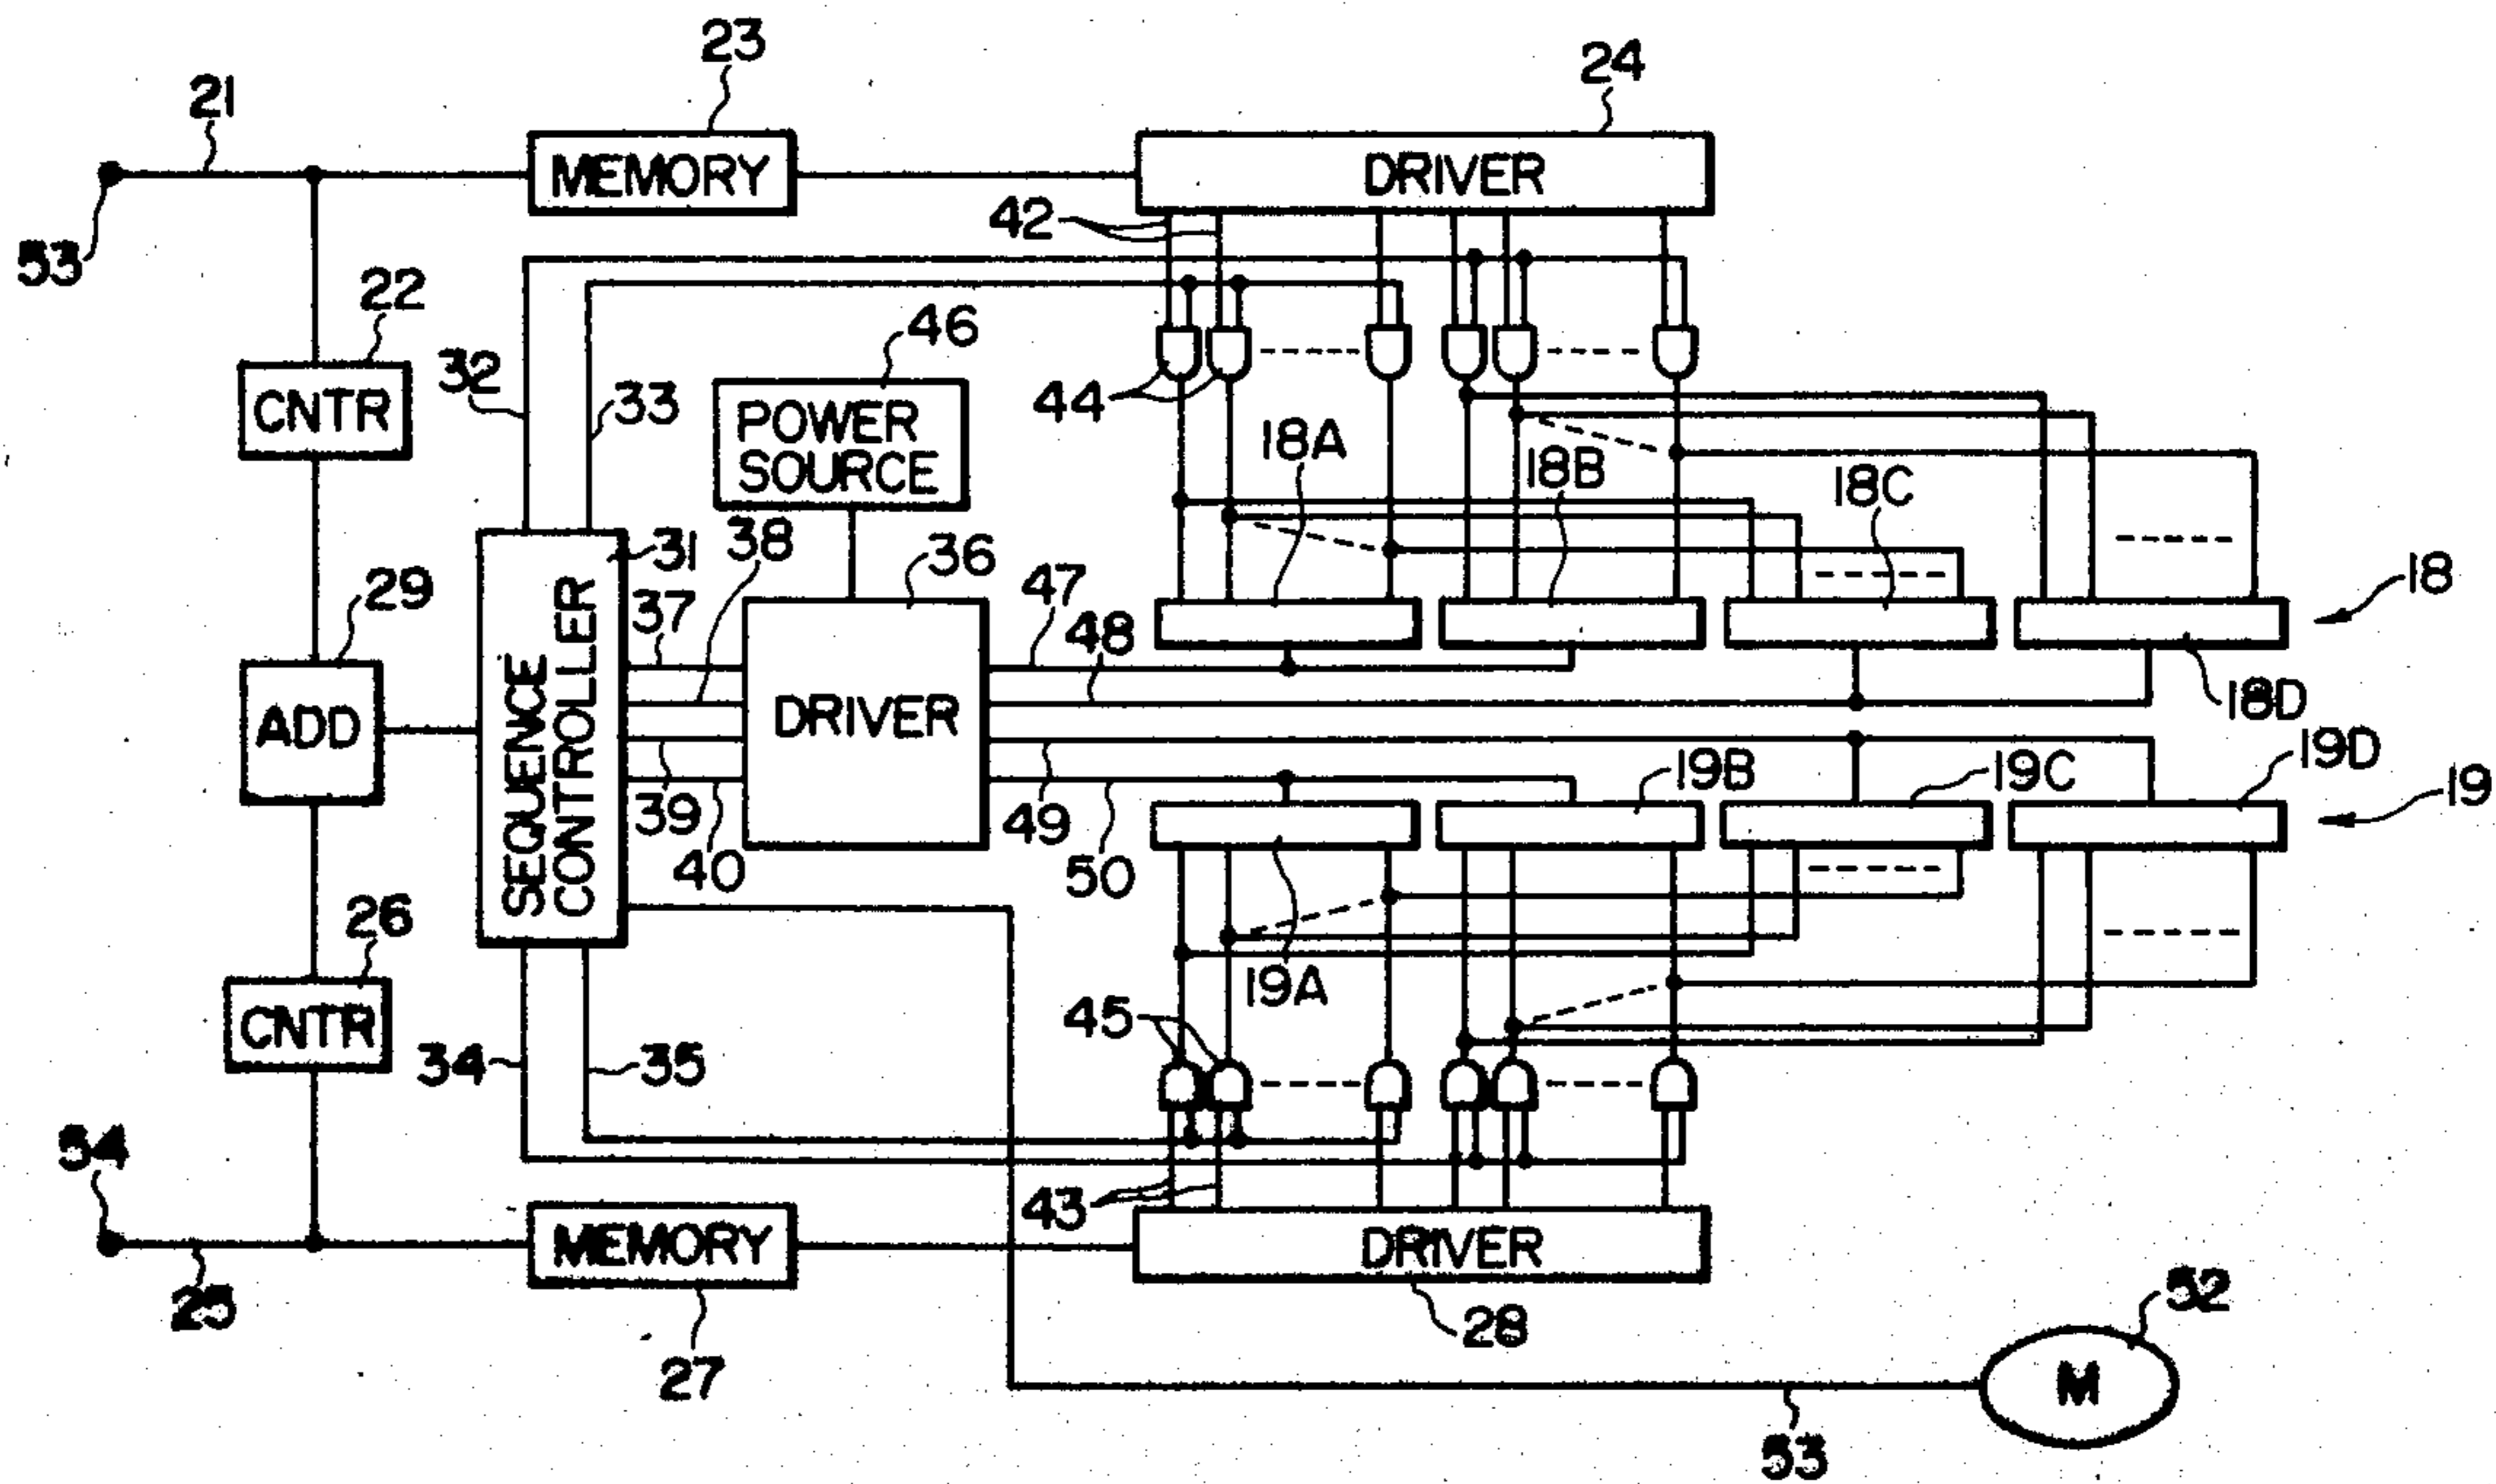 23
24
21
MEMORY
DRIVER
42
53
22
46
32
33
44
CNTR
POWER
SOURCE
18A
18B
18C
31
38
36
47
18
29
37
48
SEQUENCE
CONTROLLER
ADD
DRIVER
18D
19B
19C
19D
19
39
49
40
50
26
19A
CNTR
45
34
35
54
43
MEMORY
DRIVER
25
52
28
27
M
53